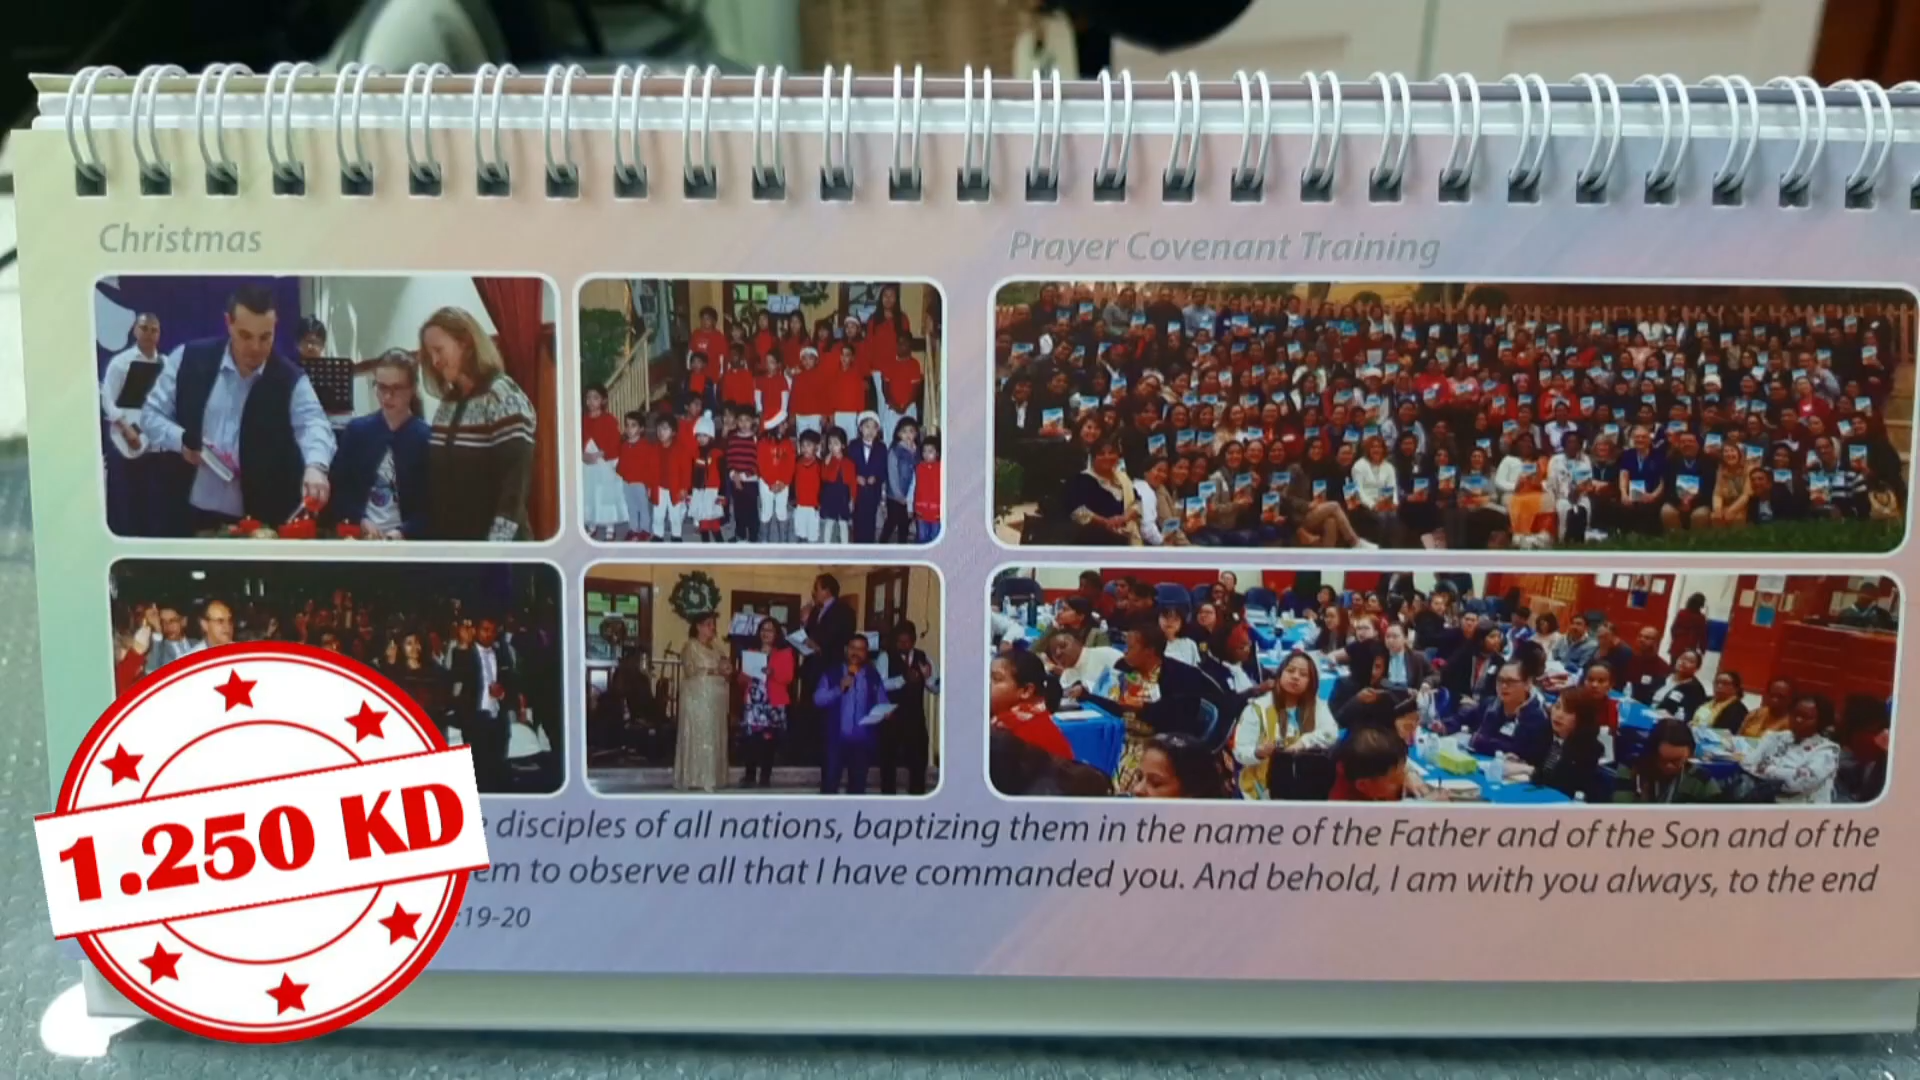 Christmas
Prayer Covenant Training
disciples of all nations, baptizing them in the name of the Father and of the Son and of the
em to observe all that I have commanded you. And behold, I am with you always, to the end
:19-20
1.250 KD